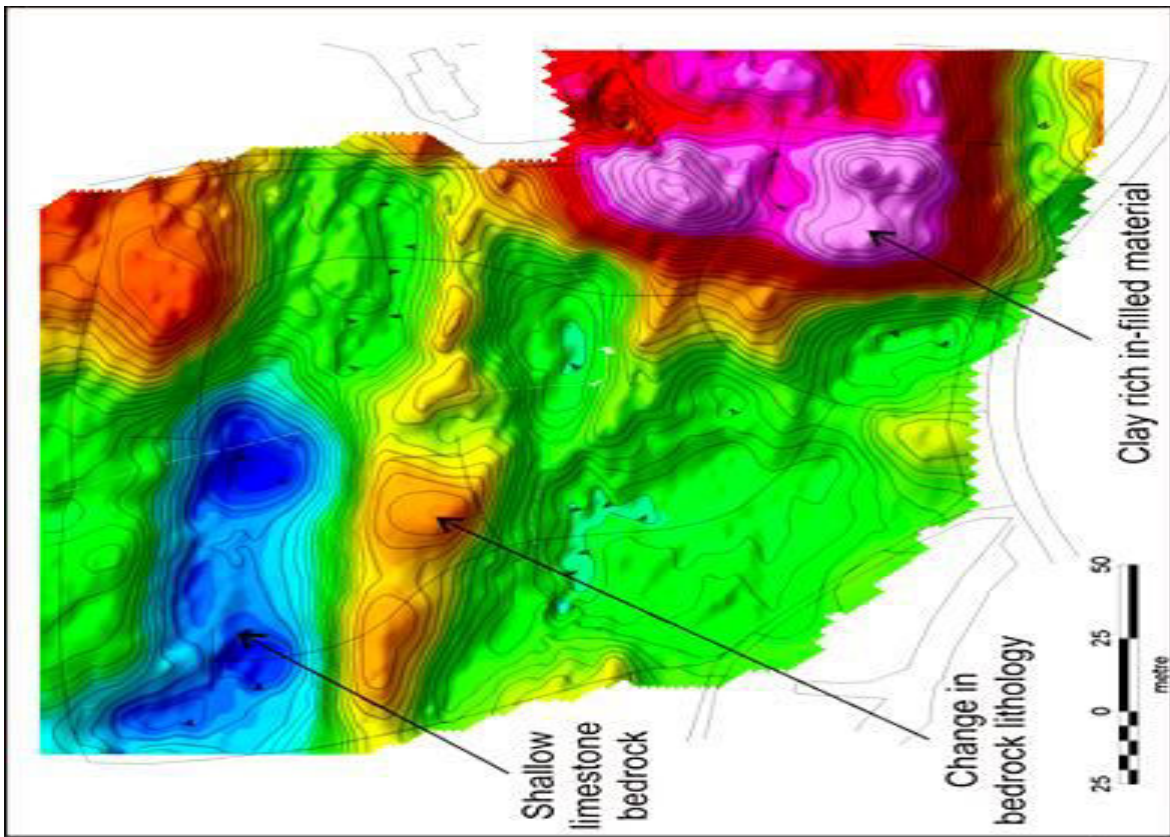 Shallow
limestone
bedrock
Change in
bedrock lithology
Clay rich in-filled material
25 0 25 50
metre